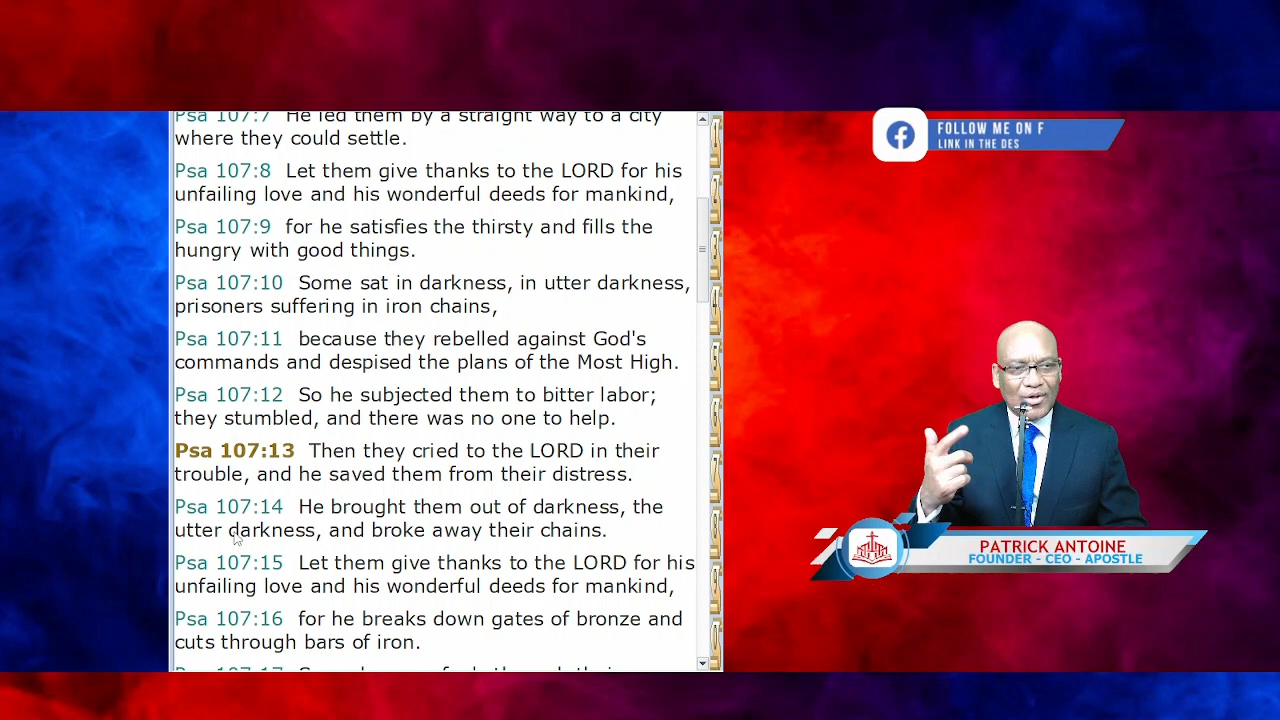 Psa 107:7 He led them by a straight way to a city
where they could settle.
Psa 107:8 Let them give thanks to the LORD for his
unfailing love and his wonderful deeds for mankind,
Psa 107:9 for he satisfies the thirsty and fills the
hungry with good things.
Psa 107:10 Some sat in darkness, in utter darkness,
prisoners suffering in iron chains,
Psa 107:11 because they rebelled against God's
commands and despised the plans of the Most High.
Psa 107:12 So he subjected them to bitter labor;
they stumbled, and there was no one to help.
Psa 107:13 Then they cried to the LORD in their
trouble, and he saved them from their distress.
Psa 107:14 He brought them out of darkness, the
utter darkness, and broke away their chains.
Psa 107:15 Let them give thanks to the LORD for his
unfailing love and his wonderful deeds for mankind,
Psa 107:16 for he breaks down gates of bronze and
cuts through bars of iron.
Psa 107:17
FOLLOW ME ON F
LINK IN THE DES
PATRICK ANTOINE
FOUNDER - CEO - APOSTLE